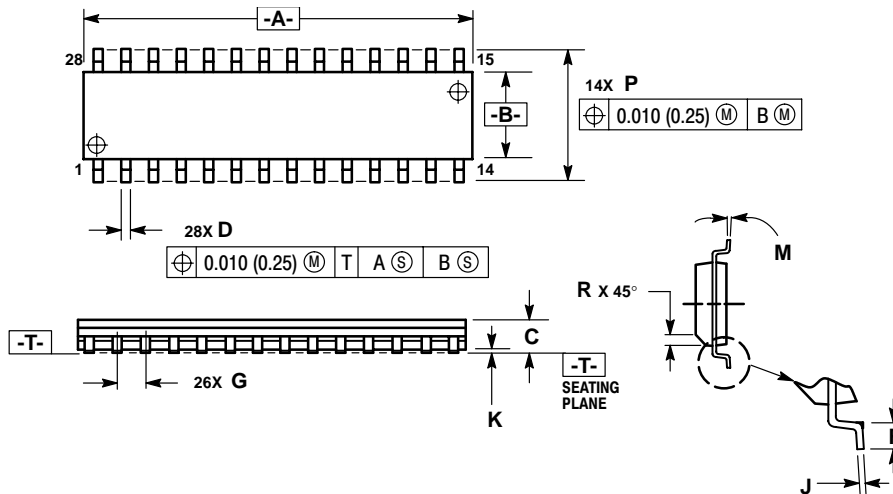 -A-
28
15
-B-
14X P
⌖ 0.010 (0.25) Ⓜ B Ⓜ
1
14
28X D
⌖ 0.010 (0.25) Ⓜ T A Ⓢ B Ⓢ
M
R X 45°
C
-T-
-T-
26X G
SEATING
PLANE
K
J